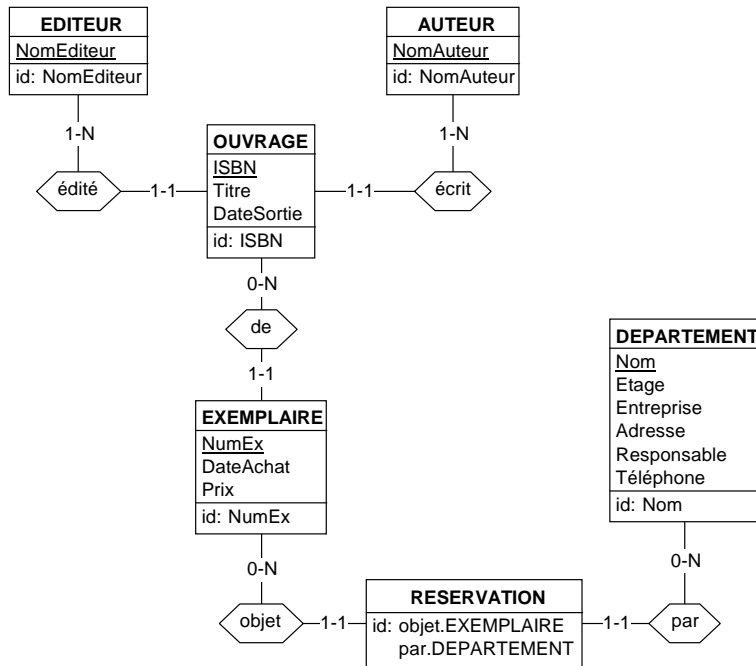 EDITEUR
NomEditeur
id: NomEditeur
AUTEUR
NomAuteur
id: NomAuteur
1-N
1-N
OUVRAGE
ISBN
Titre
DateSortie
id: ISBN
édité
1-1
1-1
écrit
0-N
de
1-1
EXEMPLAIRE
NumEx
DateAchat
Prix
id: NumEx
DEPARTEMENT
Nom
Etage
Entreprise
Adresse
Responsable
Téléphone
id: Nom
0-N
0-N
objet
1-1
RESERVATION
id: objet.EXEMPLAIRE
par.DEPARTEMENT
1-1
par